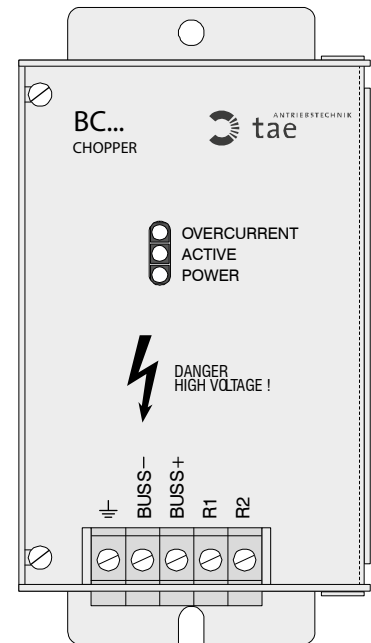 BC...
CHOPPER
ANTRIEBSTECHNIK
tae
OVERCURRENT
ACTIVE
POWER
DANGER
HIGH VOLTAGE !
BUSS−
BUSS+
R1
R2